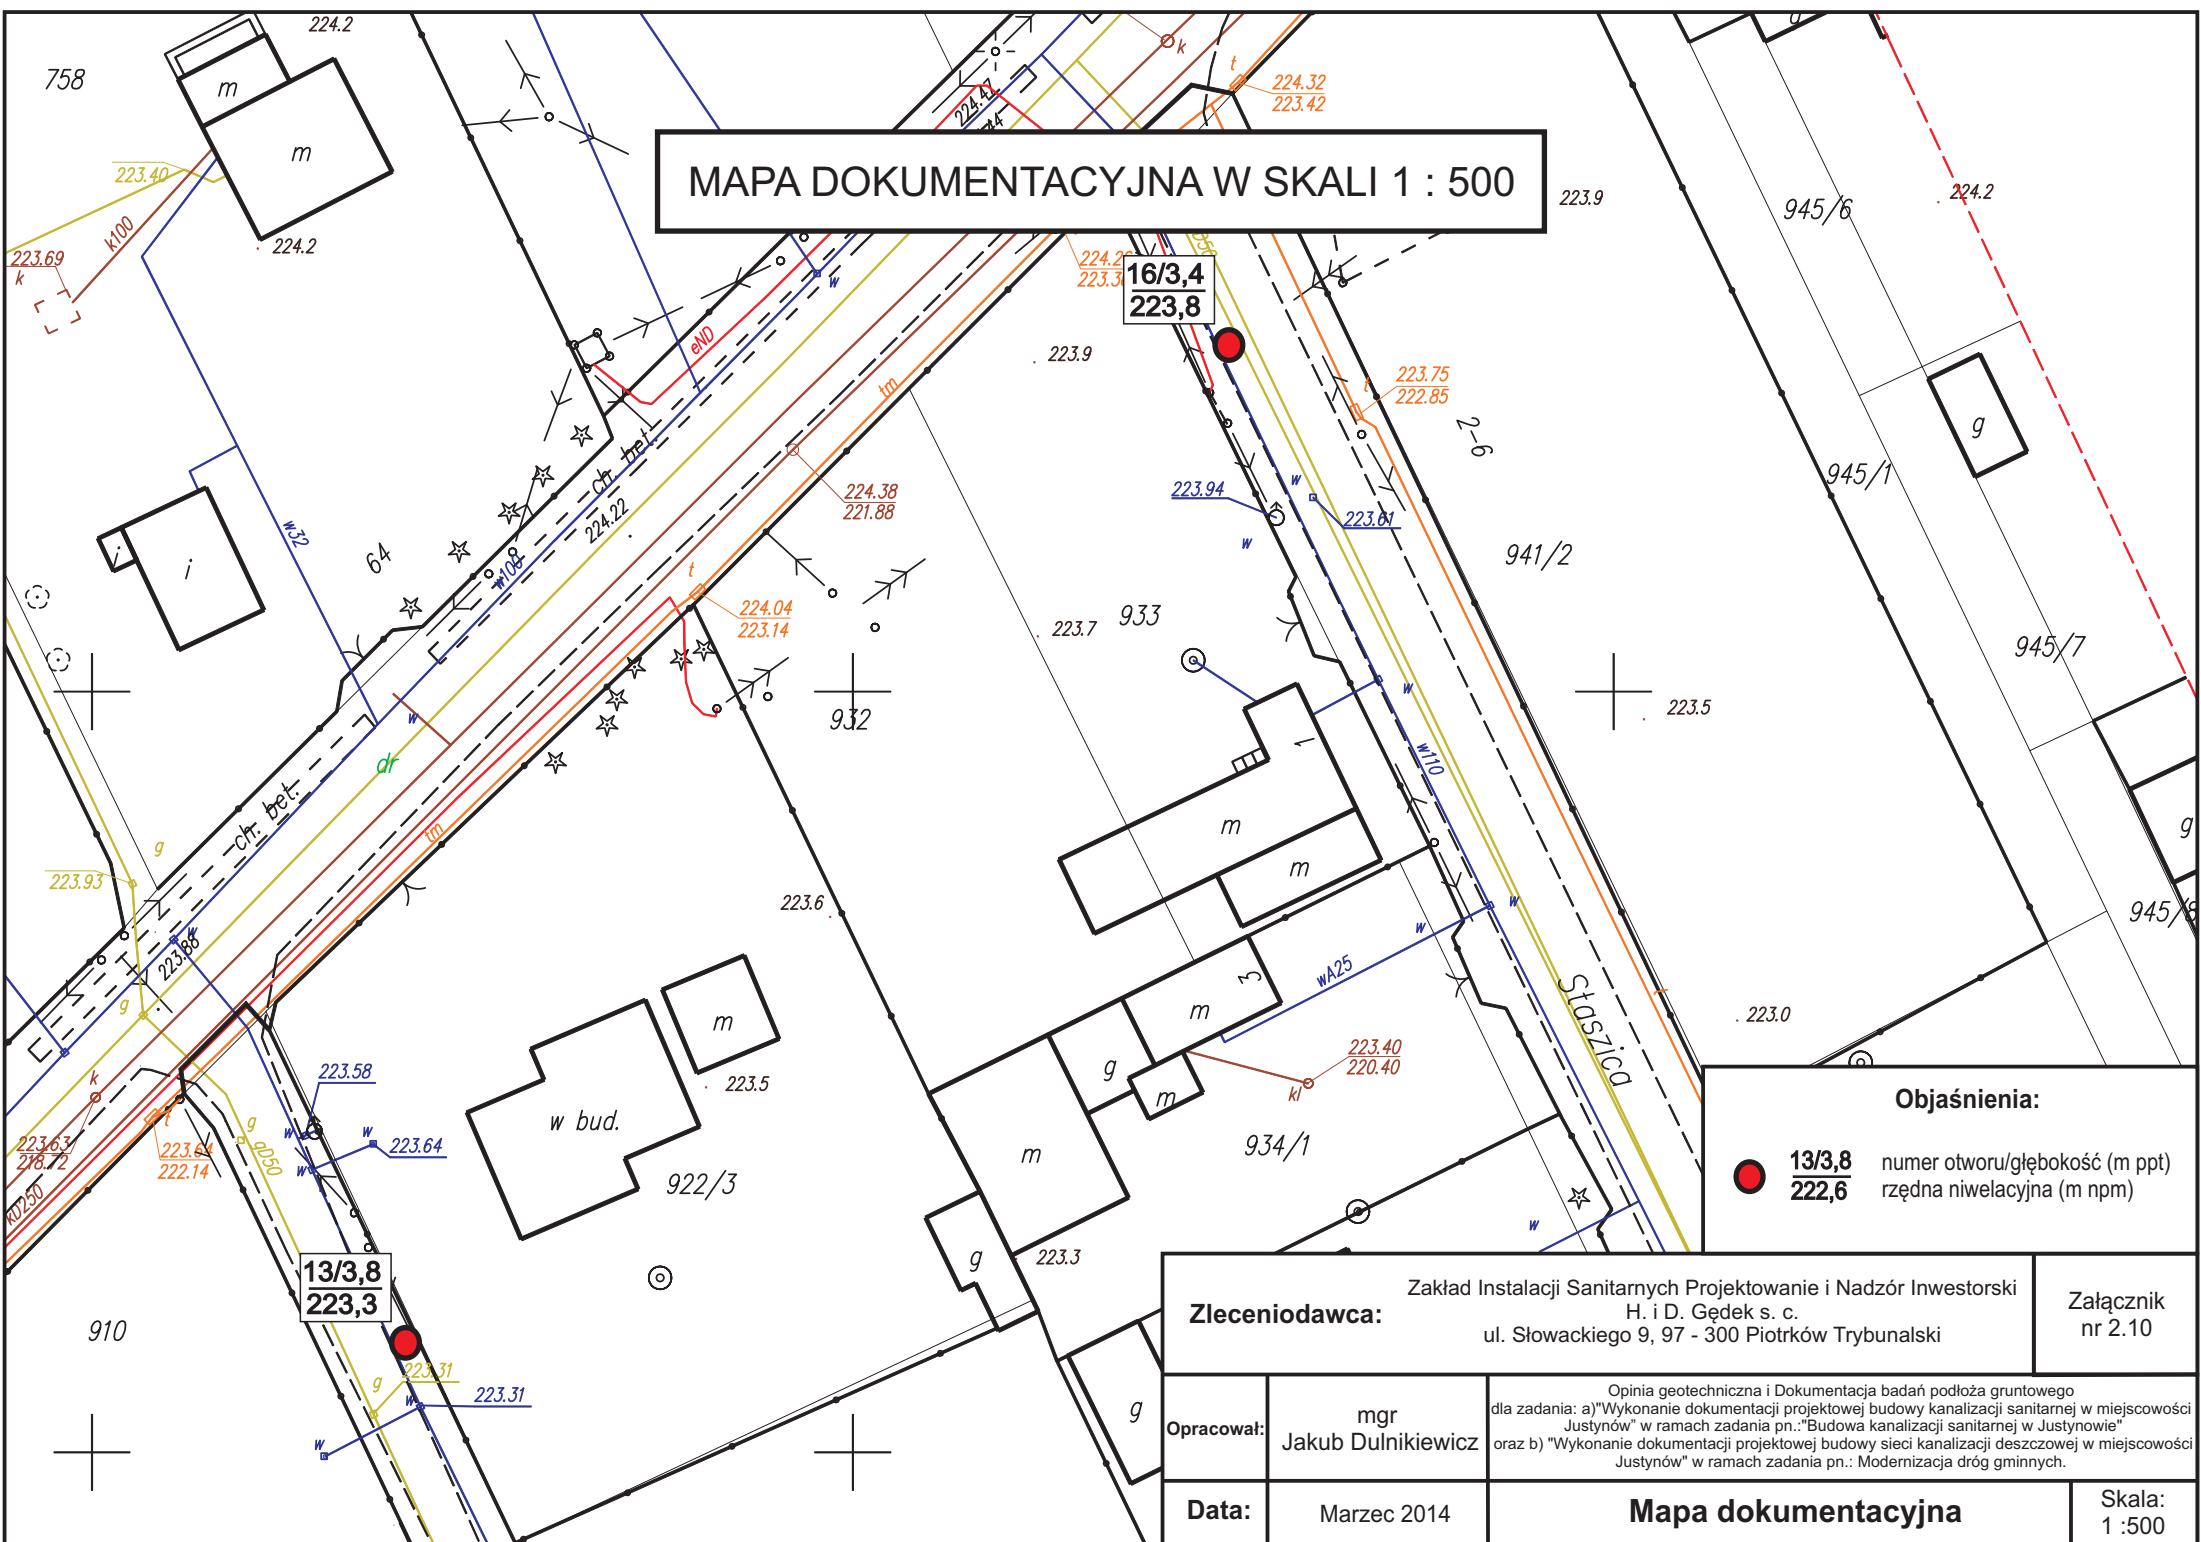 224.2
758
m
m
223.40
k100
224.2
223.69
k
224.47
k
t
224.32
223.42
MAPA DOKUMENTACYJNA W SKALI 1 : 500
223.9
945/6
224.2
16/3,4
223,8
w
eND
223.9
tm
t
223.75
222.85
2-6
g
945/1
ch. bet.
224.22
224.38
221.88
223.94
w
223.61
w
w32
64
w100
i
i
941/2
t
224.04
223.14
223.7
933
945/7
932
223.5
w
dr
w
w110
1
m
m
ch. bet.
tm
g
223.93
g
945/8
223.6
w
223.88
g
w
w
wA25
3
m
Staszica
t
223.0
m
223.5
w bud.
g
m
223.40
220.40
kl
m
934/1
223.58
w
223.64
w
k
t
223.63
218.72
223.64
222.14
g
gD50
kD250
922/3
g
223.3
w
Objaśnienia:
13/3,8
222,6
numer otworu/głębokość (m ppt)
rzędna niwelacyjna (m npm)
13/3,8
223,3
910
223.31
g
w
223.31
w
g
Zleceniodawca:
Zakład Instalacji Sanitarnych Projektowanie i Nadzór Inwestorski
H. i D. Gędek s. c.
ul. Słowackiego 9, 97 - 300 Piotrków Trybunalski
Załącznik
nr 2.10
Opracował:
mgr
Jakub Dulnikiewicz
Opinia geotechniczna i Dokumentacja badań podłoża gruntowego
dla zadania: a)"Wykonanie dokumentacji projektowej budowy kanalizacji sanitarnej w miejscowości
Justynów" w ramach zadania pn.:"Budowa kanalizacji sanitarnej w Justynowie"
oraz b) "Wykonanie dokumentacji projektowej budowy sieci kanalizacji deszczowej w miejscowości
Justynów" w ramach zadania pn.: Modernizacja dróg gminnych.
Data:
Marzec 2014
Mapa dokumentacyjna
Skala:
1 :500